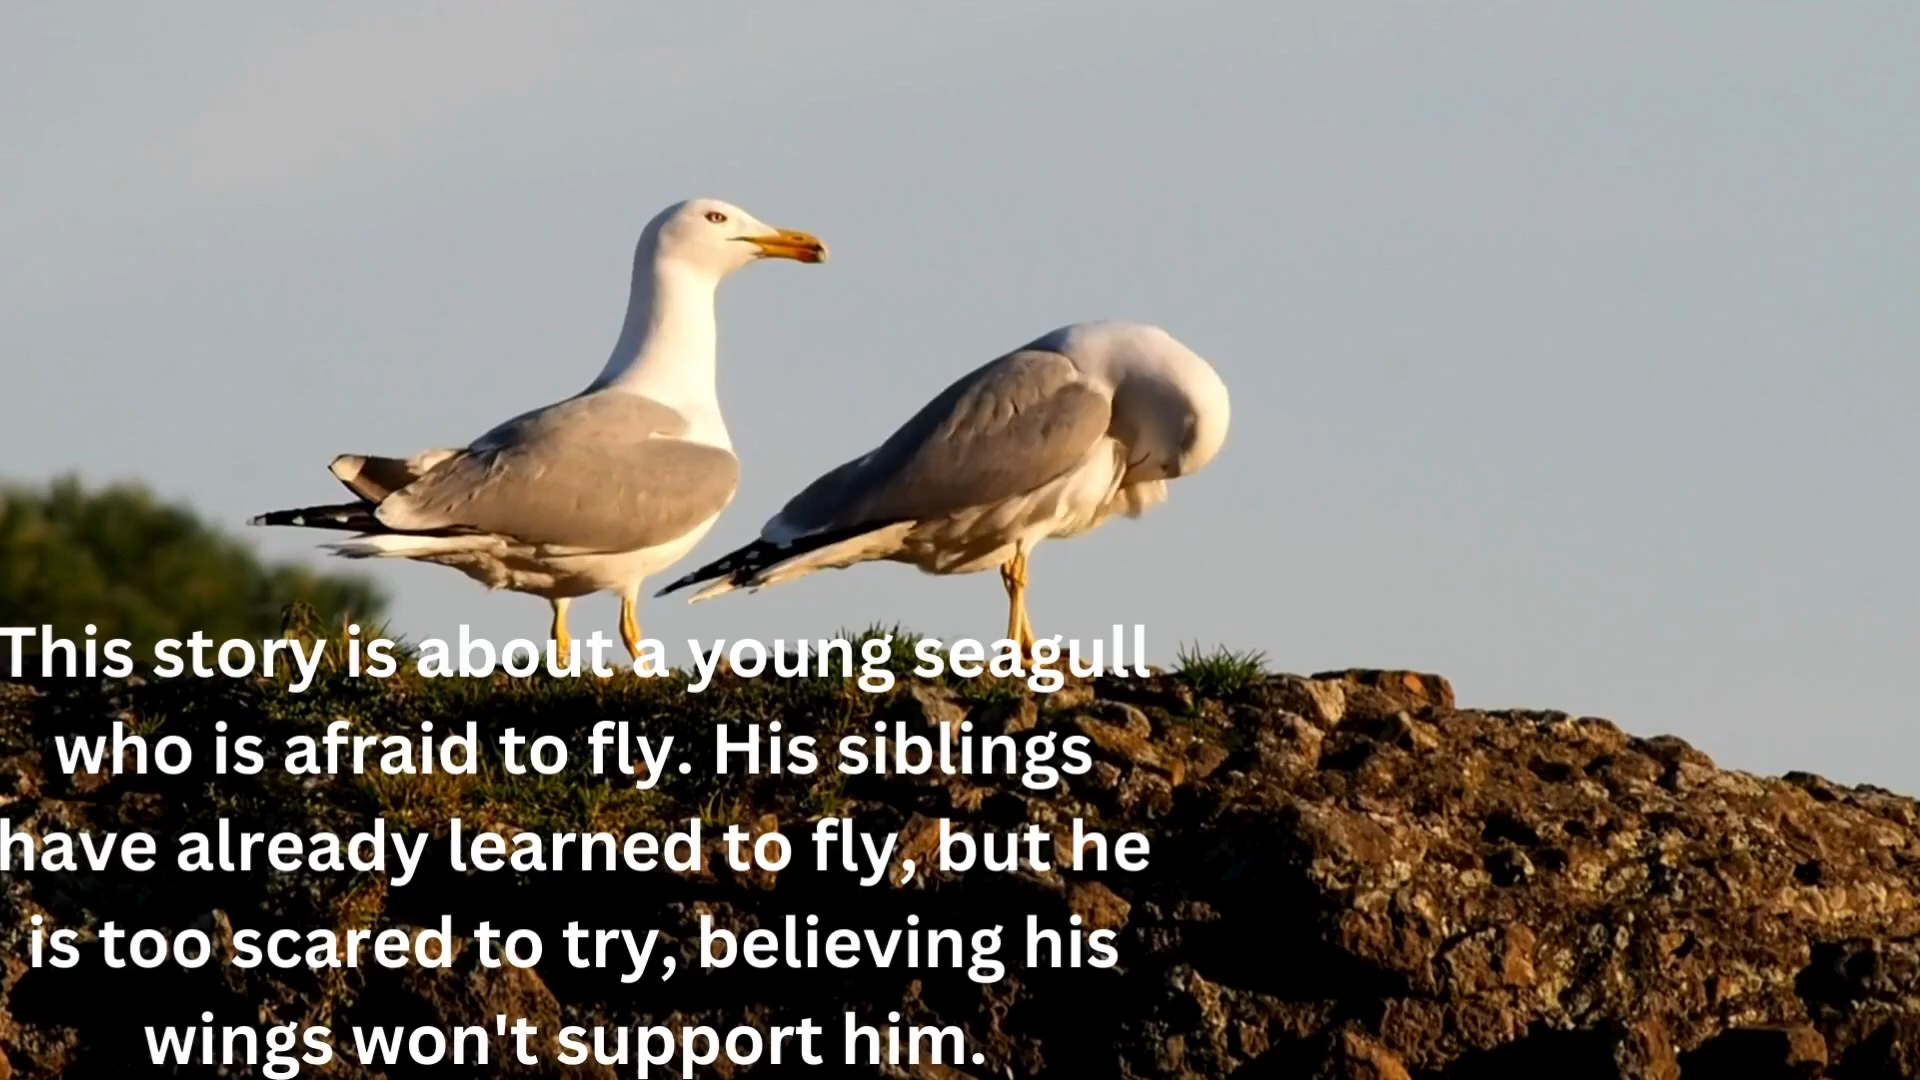 This story is about a young seagull
who is afraid to fly. His siblings
have already learned to fly, but he
is too scared to try, believing his
wings won't support him.